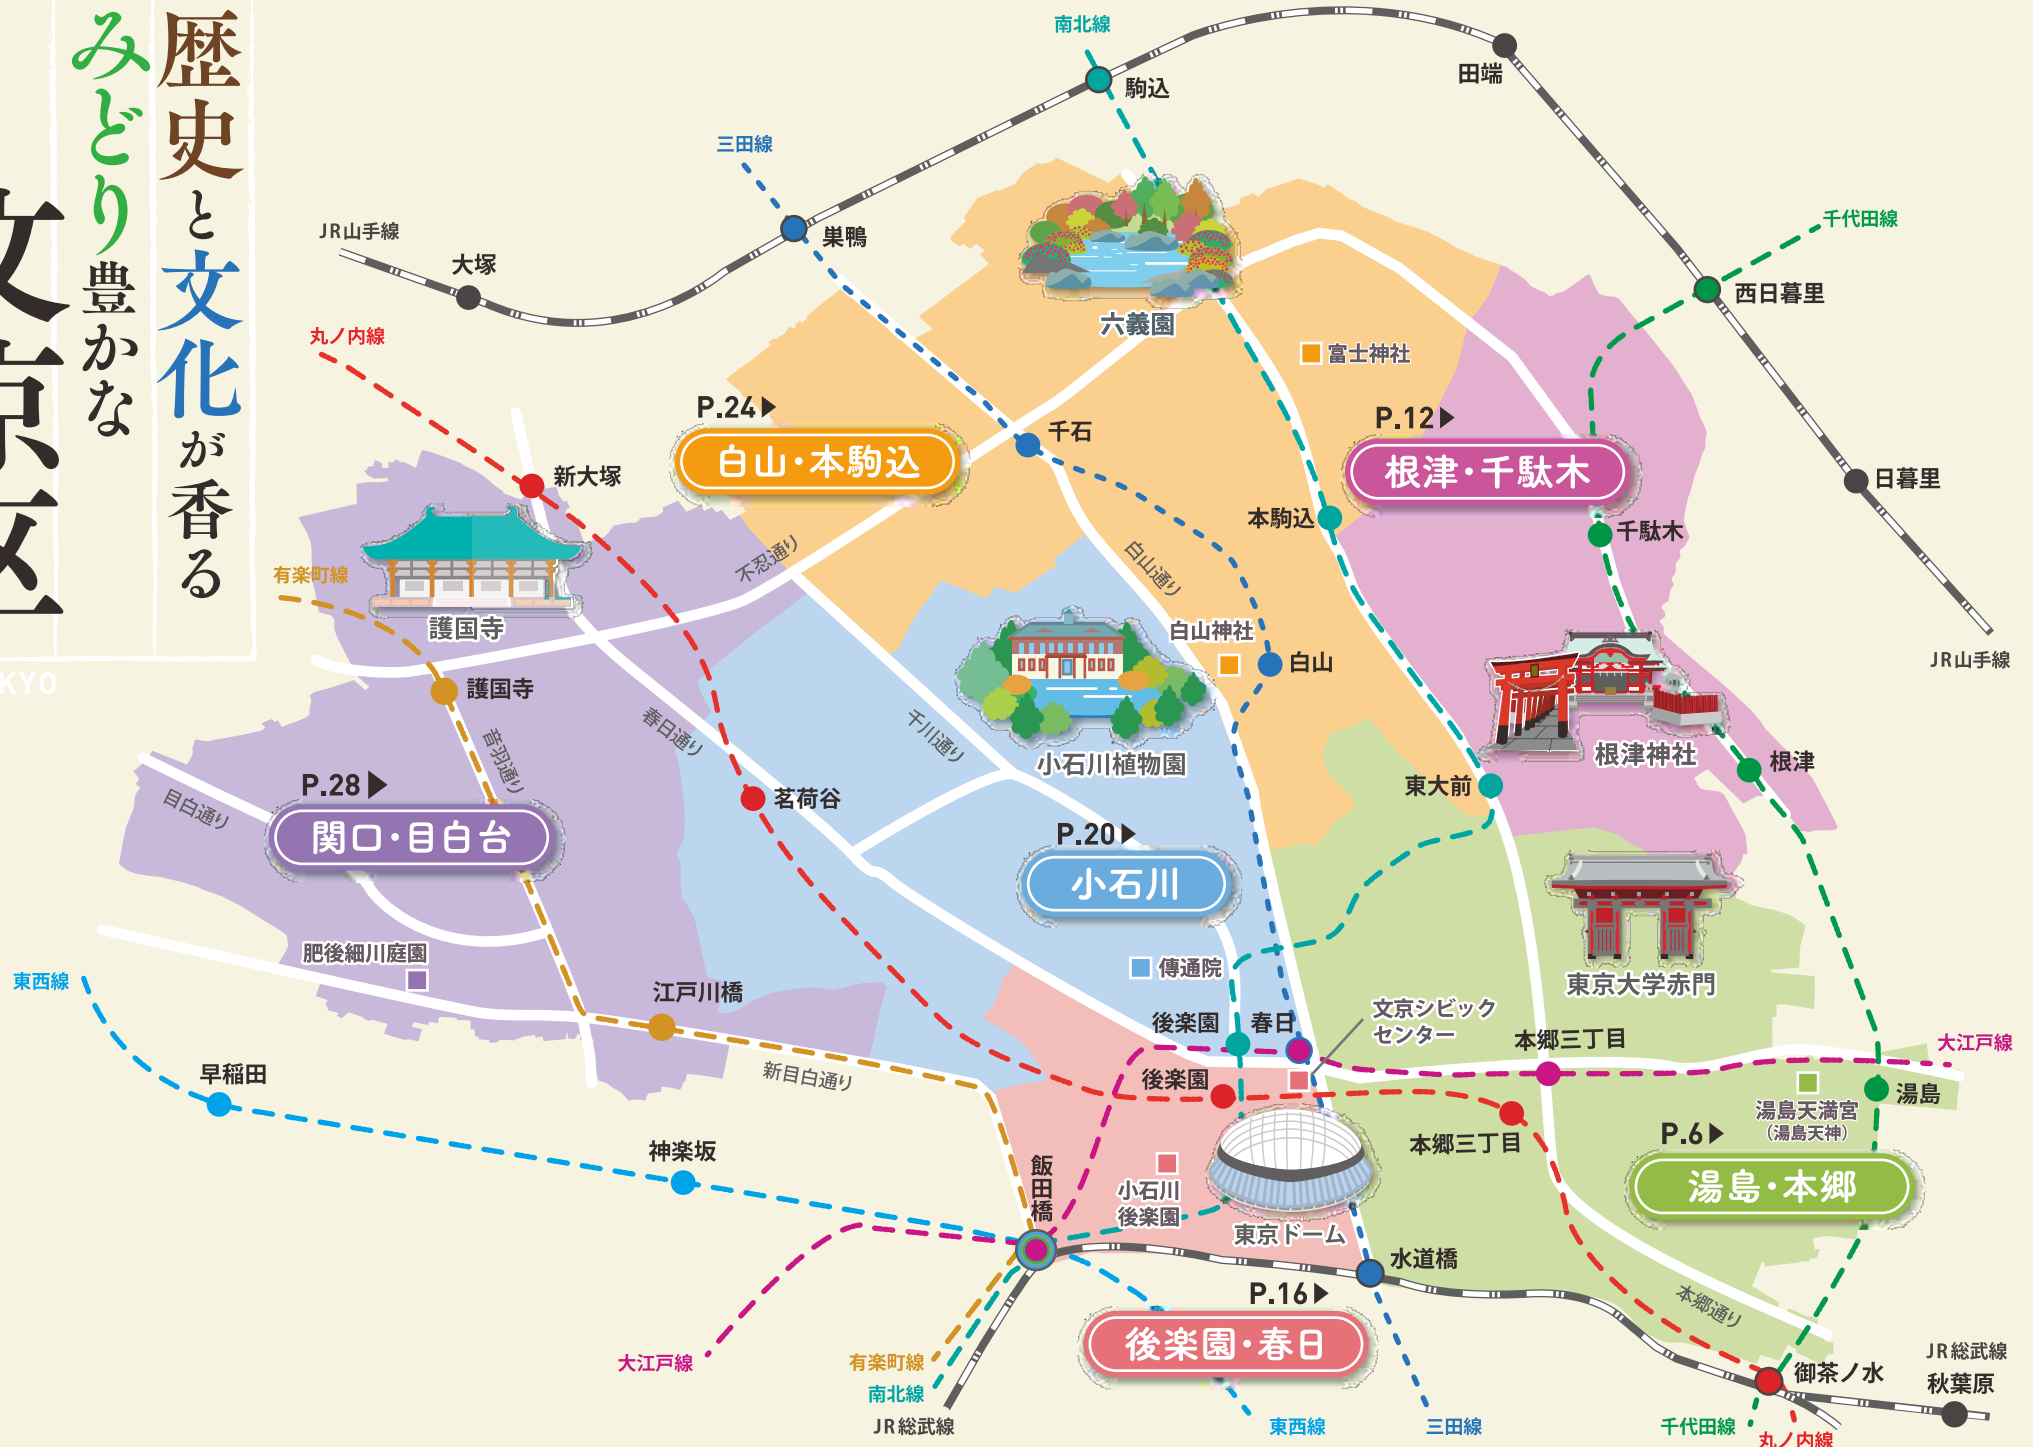 歴史と文化が香る
みどり豊かな
文京区
KYO
南北線
駒込
田端
三田線
巣鴨
千代田線
JR山手線
大塚
西日暮里
丸ノ内線
六義園
富士神社
P.24
白山・本駒込
千石
P.12
根津・千駄木
新大塚
日暮里
本駒込
千駄木
不忍通り
白山通り
有楽町線
護国寺
白山神社
白山
JR山手線
護国寺
春日通り
千川通り
音羽通り
小石川植物園
根津神社
根津
東大前
P.28
関口・目白台
目白通り
茗荷谷
P.20
小石川
肥後細川庭園
傳通院
東京大学赤門
東西線
江戸川橋
文京シビック
センター
後楽園
春日
本郷三丁目
大江戸線
早稲田
新目白通り
後楽園
湯島
湯島天満宮
(湯島天神)
本郷三丁目
P.6
湯島・本郷
神楽坂
飯田橋
小石川
後楽園
東京ドーム
水道橋
P.16
後楽園・春日
本郷通り
大江戸線
有楽町線
南北線
JR総武線
東西線
三田線
御茶ノ水
JR総武線
秋葉原
千代田線
丸ノ内線